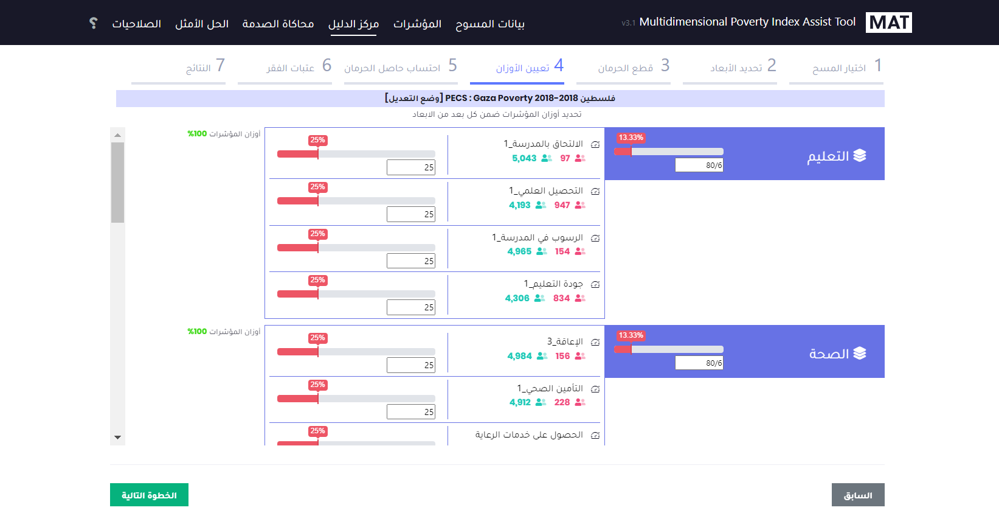 MAT Multidimensional Poverty Index Assist Tool v3.1
بيانات المسوح المؤشرات مركز الدليل محاكاة الصدمة الحل الأمثل الصلاحيات ؟
1 اختيار المسح 2 تحديد الأبعاد 3 قطع الحرمان 4 تعيين الأوزان 5 احتساب حاصل الحرمان 6 عتبات الفقر 7 النتائج
فلسطين PECS : Gaza Poverty 2018-2018 [وضع التعديل]
تحديد أوزان المؤشرات ضمن كل بعد من الابعاد
التعليم
13.33%
80/6
أوزان المؤشرات 100%
الالتحاق بالمدرسة_1
97 5,043
25%
25
التحصيل العلمي_1
947 4,193
25%
25
الرسوب في المدرسة_1
154 4,965
25%
25
جودة التعليم_1
834 4,306
25%
25
الصحة
13.33%
80/6
أوزان المؤشرات 100%
الإعاقة_3
156 4,984
25%
25
التأمين الصحي_1
228 4,912
25%
25
الحصول على خدمات الرعاية
25%
السابق
الخطوة التالية